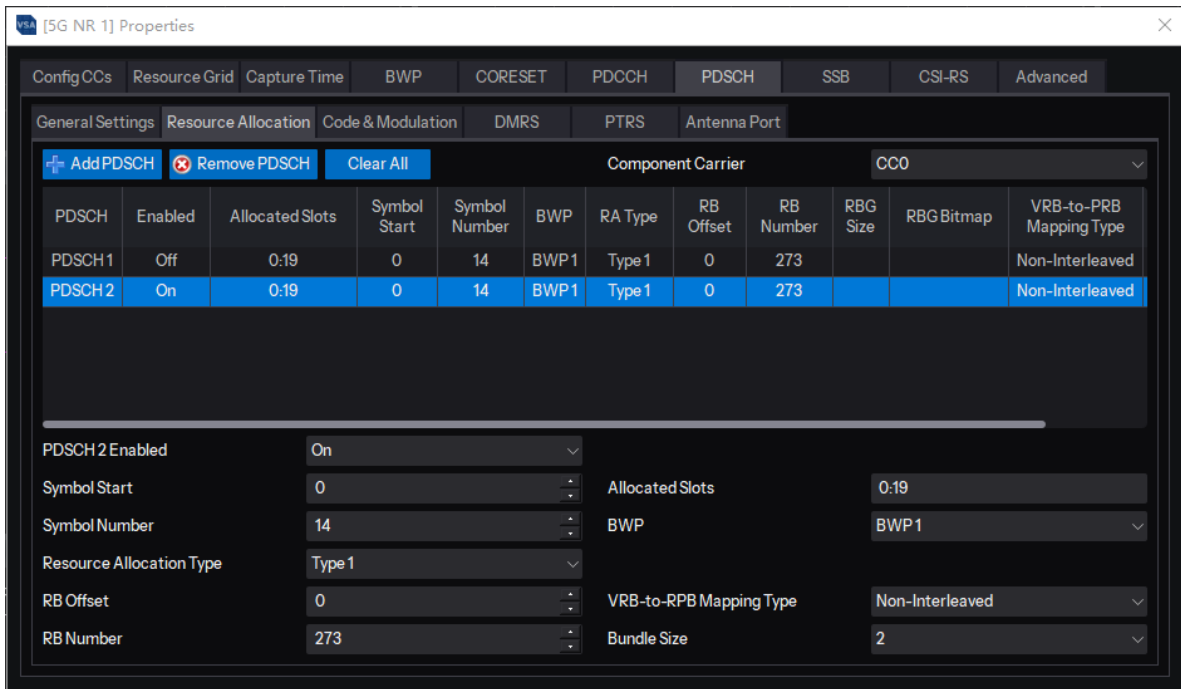 VSA [5G NR 1] Properties
Config CCs Resource Grid Capture Time BWP CORESET PDCCH PDSCH SSB CSI-RS Advanced
General Settings Resource Allocation Code & Modulation DMRS PTRS Antenna Port
Add PDSCH Remove PDSCH Clear All Component Carrier CC0
PDSCH Enabled Allocated Slots Symbol Start Symbol Number BWP RA Type RB Offset RB Number RBG Size RBG Bitmap VRB-to-PRB Mapping Type
PDSCH 1 Off 0:19 0 14 BWP1 Type 1 0 273 Non-Interleaved
PDSCH 2 On 0:19 0 14 BWP1 Type 1 0 273 Non-Interleaved
PDSCH 2 Enabled On
Symbol Start 0 Allocated Slots 0:19
Symbol Number 14 BWP BWP1
Resource Allocation Type Type 1
RB Offset 0 VRB-to-RPB Mapping Type Non-Interleaved
RB Number 273 Bundle Size 2